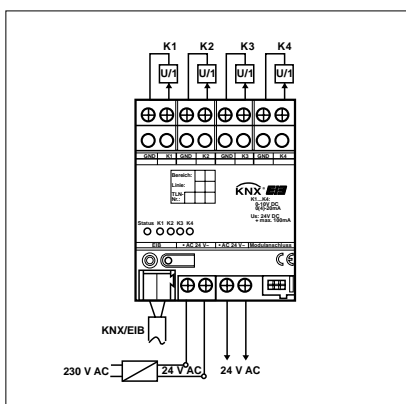 K1 K2 K3 K4
U/1 U/1 U/1 U/1
GND K1 GND K2 GND K3 GND K4
Bereich:
Linie:
TLN-
Nr.:
KNX® EIB
K1...K4:
0-10V DC
0(4)-20mA
Us: 24V DC
+ max. 100mA
Status K1 K2 K3 K4
EIB • AC 24 V~ • AC 24 V~ Modulanschluss
KNX/EIB
230 V AC 24 V AC 24 V AC